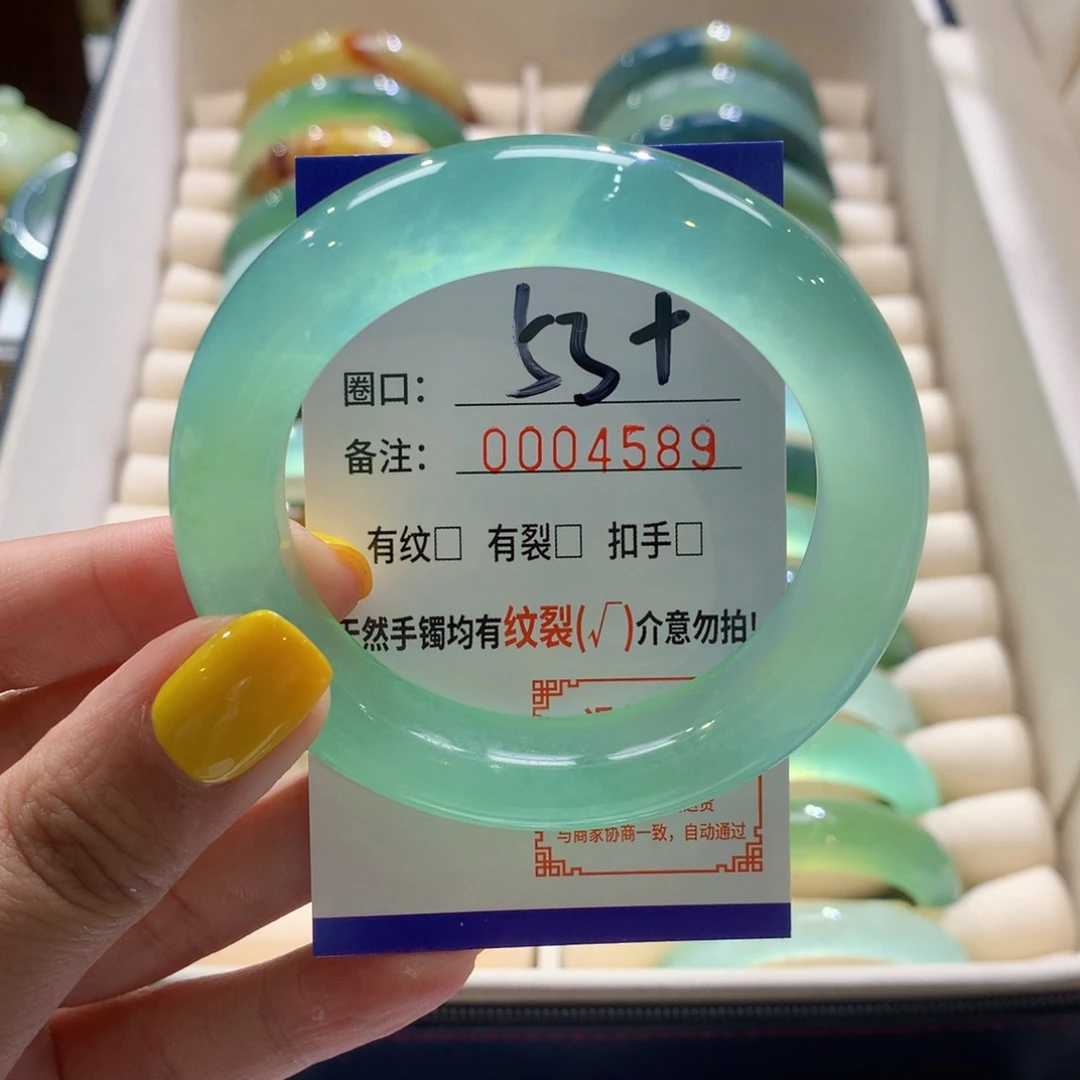 圈口： 53+
备注： 0004589
有纹□ 有裂□ 扣手□
天然手镯均有纹裂(√)介意勿拍!
与商家协商一致，自动通过